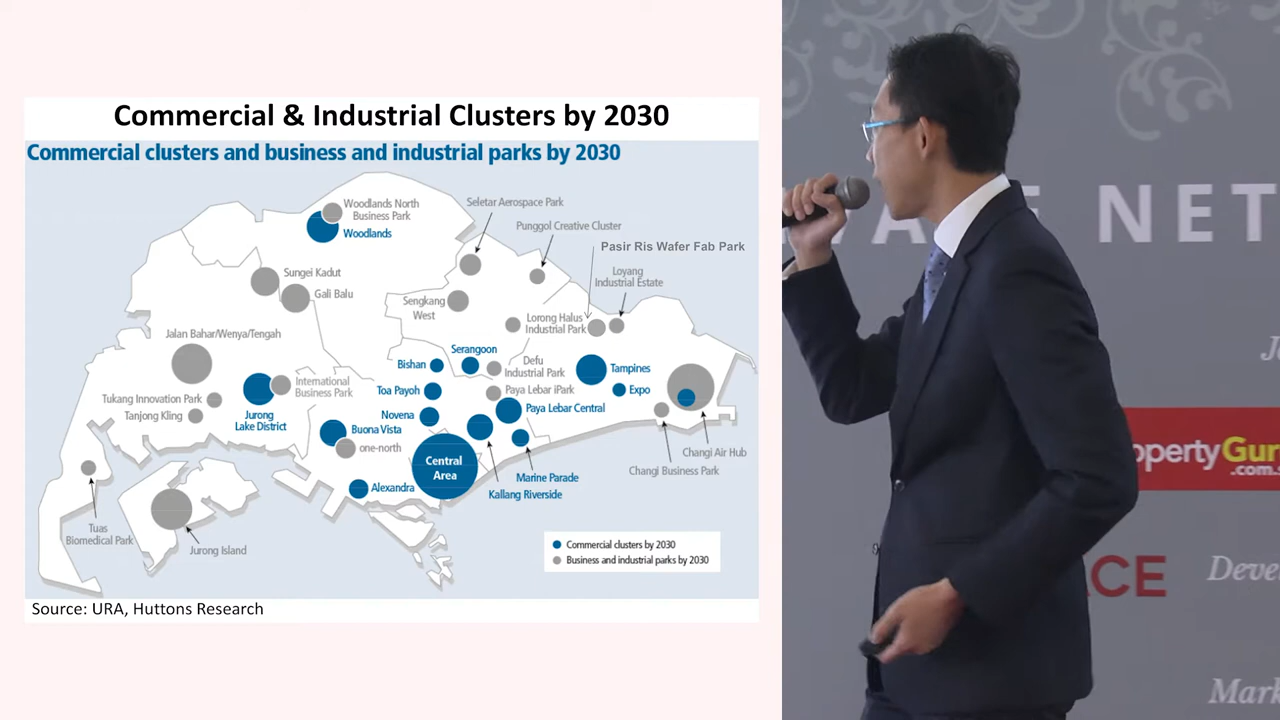 Commercial & Industrial Clusters by 2030
Commercial clusters and business and industrial parks by 2030
Woodlands North
Business Park
Woodlands
Seletar Aerospace Park
Punggol Creative Cluster
Pasir Ris Wafer Fab Park
Loyang
Industrial Estate
Sungei Kadut
Gali Balu
Sengkang
West
Lorong Halus
Industrial Park
Jalan Bahar/Wenya/Tengah
Serangoon
Bishan
Defu
Industrial Park
Tampines
International
Business Park
Toa Payoh
Paya Lebar iPark
Expo
Tukang Innovation Park
Tanjong Kling
Jurong
Lake District
Novena
Paya Lebar Central
Buona Vista
one-north
Central
Area
Changi Air Hub
Changi Business Park
Marine Parade
Kallang Riverside
Alexandra
Tuas
Biomedical Park
Jurong Island
Commercial clusters by 2030
Business and industrial parks by 2030
Source: URA, Huttons Research
NET
opertyGur
.com.s
CE
Deve
Mark